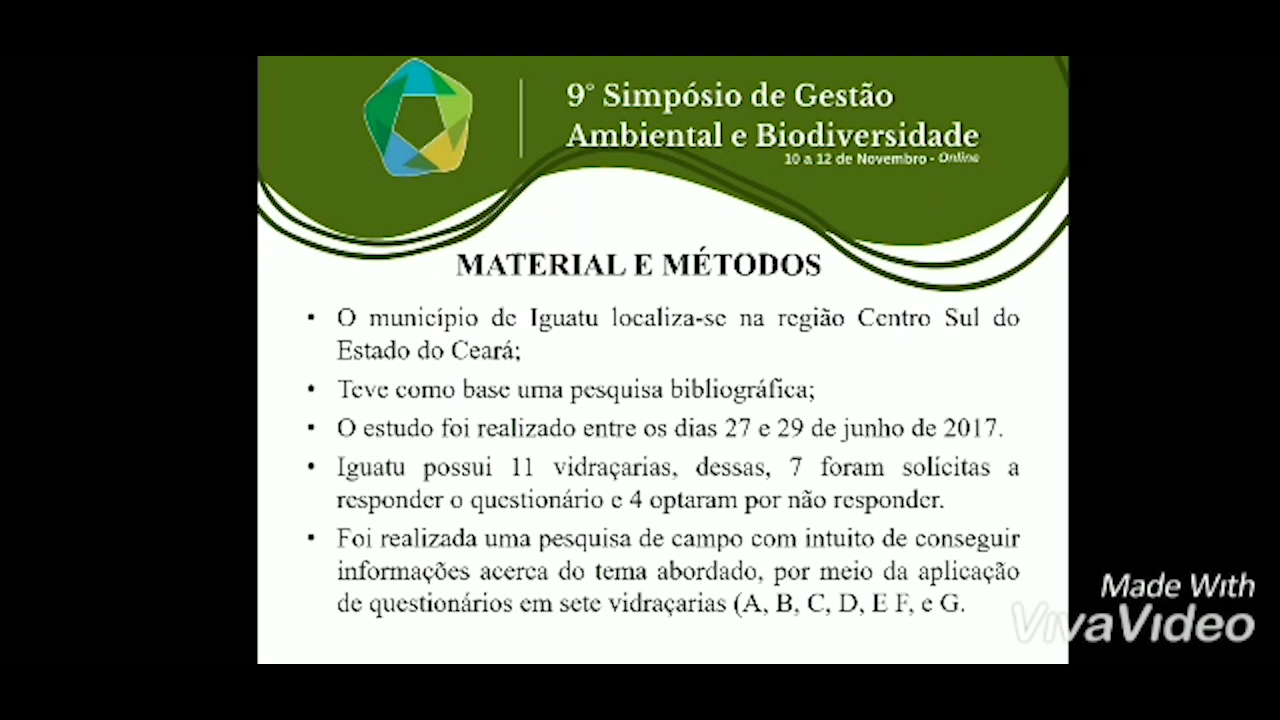 9° Simpósio de Gestão
Ambiental e Biodiversidade
10 a 12 de Novembro - Online
MATERIAL E MÉTODOS
• O município de Iguatu localiza-se na região Centro Sul do
Estado do Ceará;
• Teve como base uma pesquisa bibliográfica;
• O estudo foi realizado entre os dias 27 e 29 de junho de 2017.
• Iguatu possui 11 vidraçarias, dessas, 7 foram solícitas a
responder o questionário e 4 optaram por não responder.
• Foi realizada uma pesquisa de campo com intuito de conseguir
informações acerca do tema abordado, por meio da aplicação
de questionários em sete vidraçarias (A, B, C, D, E F, e G.
Made With
VivaVideo